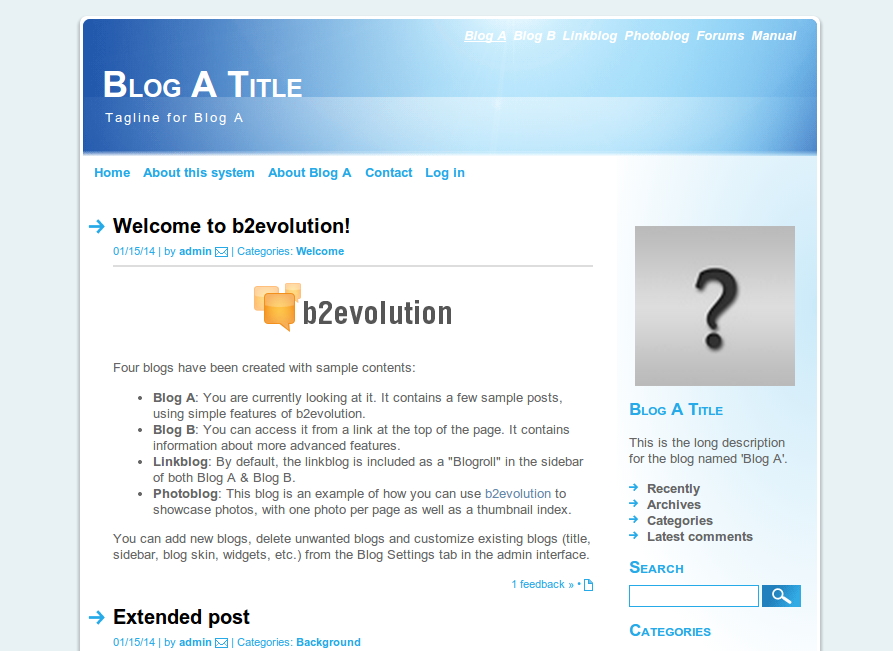 Blog A Blog B Linkblog Photoblog Forums Manual
Blog A Title
Tagline for Blog A
Home About this system About Blog A Contact Log in
Welcome to b2evolution!
01/15/14 | by admin | Categories: Welcome
b2evolution
Four blogs have been created with sample contents:
• Blog A: You are currently looking at it. It contains a few sample posts,
using simple features of b2evolution.
• Blog B: You can access it from a link at the top of the page. It contains
information about more advanced features.
• Linkblog: By default, the linkblog is included as a "Blogroll" in the sidebar
of both Blog A & Blog B.
• Photoblog: This blog is an example of how you can use b2evolution to
showcase photos, with one photo per page as well as a thumbnail index.
You can add new blogs, delete unwanted blogs and customize existing blogs (title,
sidebar, blog skin, widgets, etc.) from the Blog Settings tab in the admin interface.
1 feedback » •
Extended post
01/15/14 | by admin | Categories: Background
?
Blog A Title
This is the long description
for the blog named 'Blog A'.
Recently
Archives
Categories
Latest comments
Search
Categories